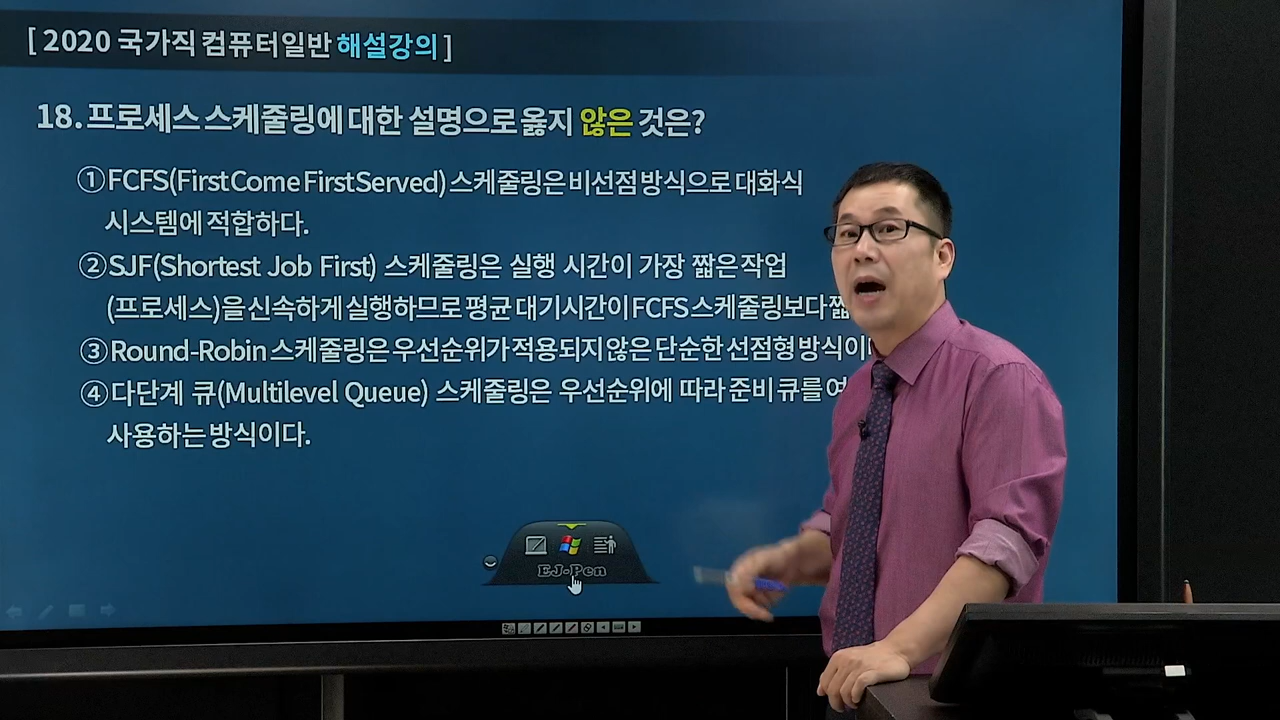 [ 2020 국가직 컴퓨터일반 해설강의 ]
18. 프로세스 스케줄링에 대한 설명으로 옳지 않은 것은?
① FCFS(First Come First Served) 스케줄링은 비선점 방식으로 대화식
시스템에 적합하다.
② SJF(Shortest Job First) 스케줄링은 실행 시간이 가장 짧은 작업
(프로세스)을 신속하게 실행하므로 평균 대기시간이 FCFS 스케줄링보다
③ Round-Robin 스케줄링은 우선순위가 적용되지 않은 단순한 선점형
④ 다단계 큐(Multilevel Queue) 스케줄링은 우선순위에 따라 준비 큐를
사용하는 방식이다.
EJ-Pen